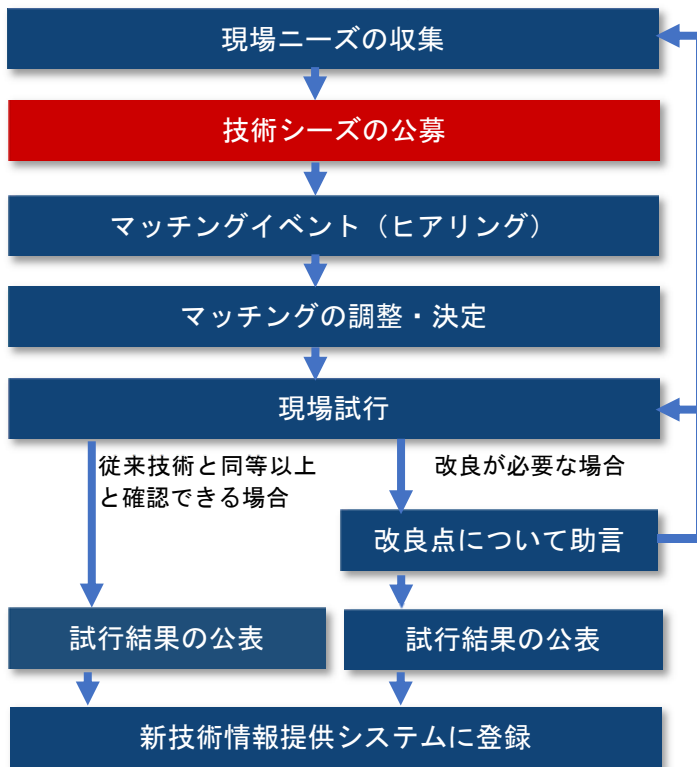 現場ニーズの収集
技術シーズの公募
マッチングイベント（ヒアリング）
マッチングの調整・決定
現場試行
従来技術と同等以上
と確認できる場合
改良が必要な場合
改良点について助言
試行結果の公表
試行結果の公表
新技術情報提供システムに登録